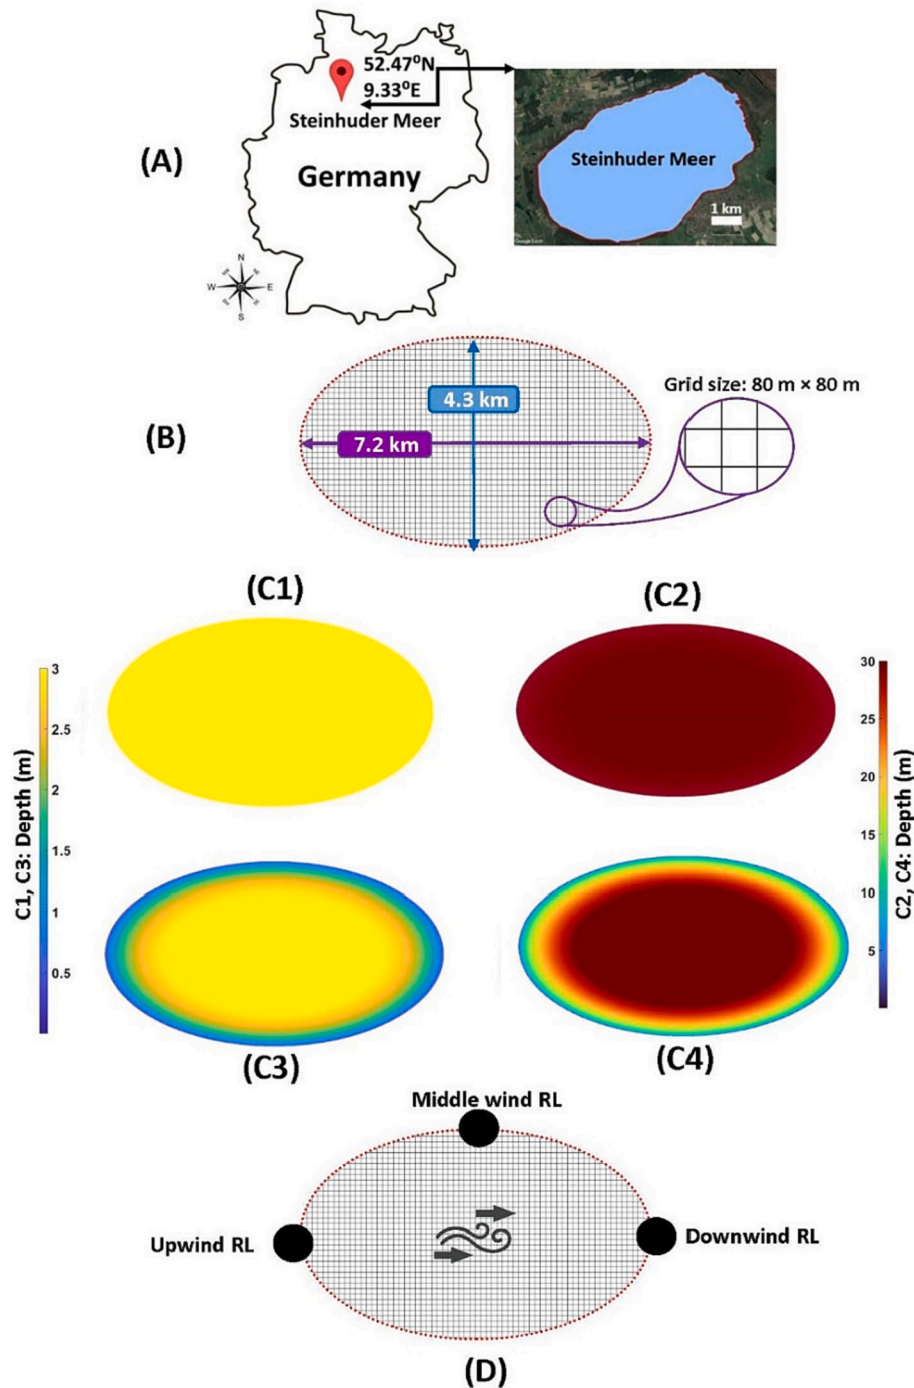 52.47°N
9.33°E
Steinhuder Meer
(A)
Germany
Steinhuder Meer
1 km
N
W E
S
Grid size: 80 m × 80 m
4.3 km
(B)
7.2 km
(C1)
(C2)
3
2.5
2
1.5
1
0.5
C1, C3: Depth (m)
30
25
20
15
10
5
C2, C4: Depth (m)
(C3)
(C4)
Middle wind RL
Upwind RL
Downwind RL
(D)